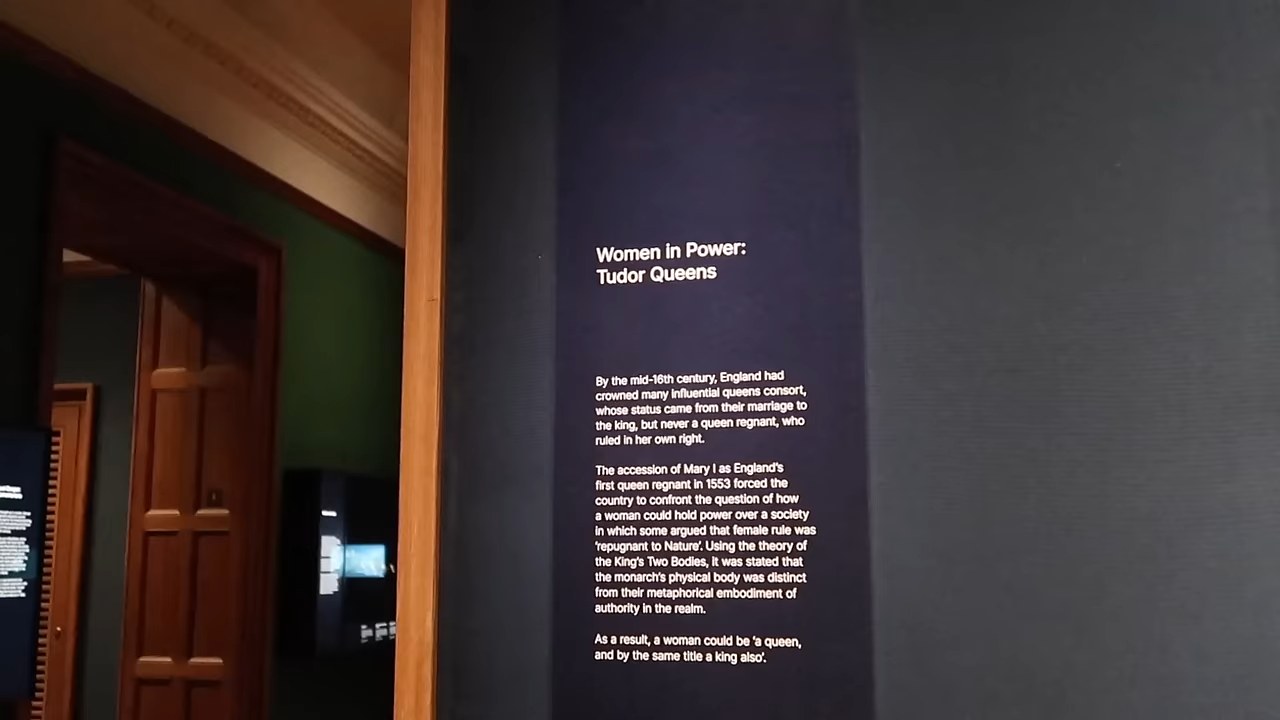 Women in Power:
Tudor Queens
By the mid-16th century, England had
crowned many influential queens consort,
whose status came from their marriage to
the king, but never a queen regnant, who
ruled in her own right.
The accession of Mary I as England's
first queen regnant in 1553 forced the
country to confront the question of how
a woman could hold power over a society
in which some argued that female rule was
'repugnant to Nature'. Using the theory of
the King's Two Bodies, it was stated that
the monarch's physical body was distinct
from their metaphorical embodiment of
authority in the realm.
As a result, a woman could be 'a queen,
and by the same title a king also'.